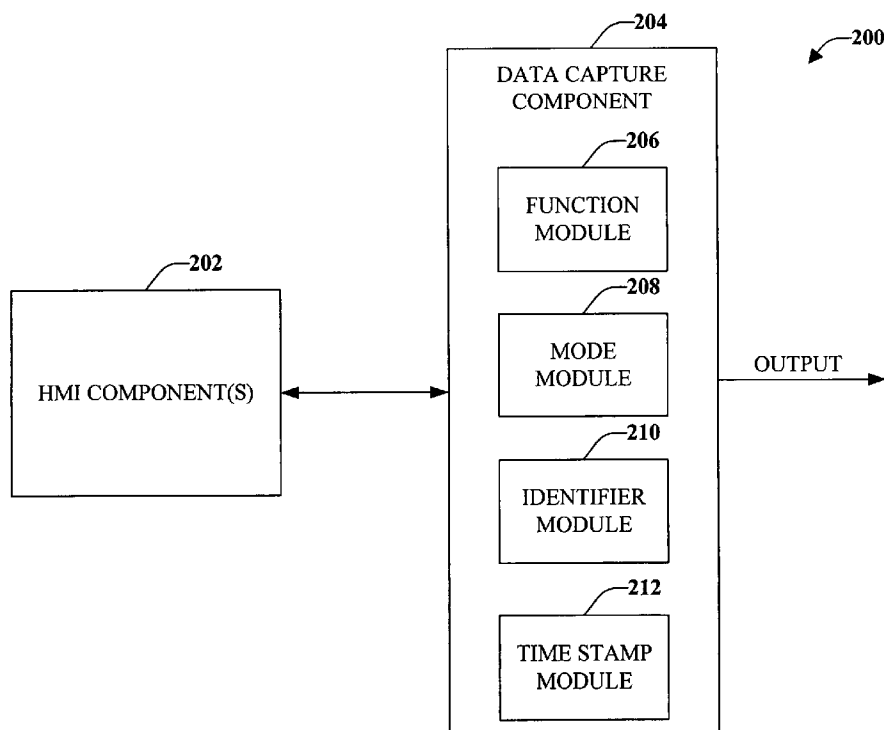 204
200
DATA CAPTURE
COMPONENT
206
FUNCTION
MODULE
202
208
HMI COMPONENT(S)
MODE
MODULE
OUTPUT
210
IDENTIFIER
MODULE
212
TIME STAMP
MODULE